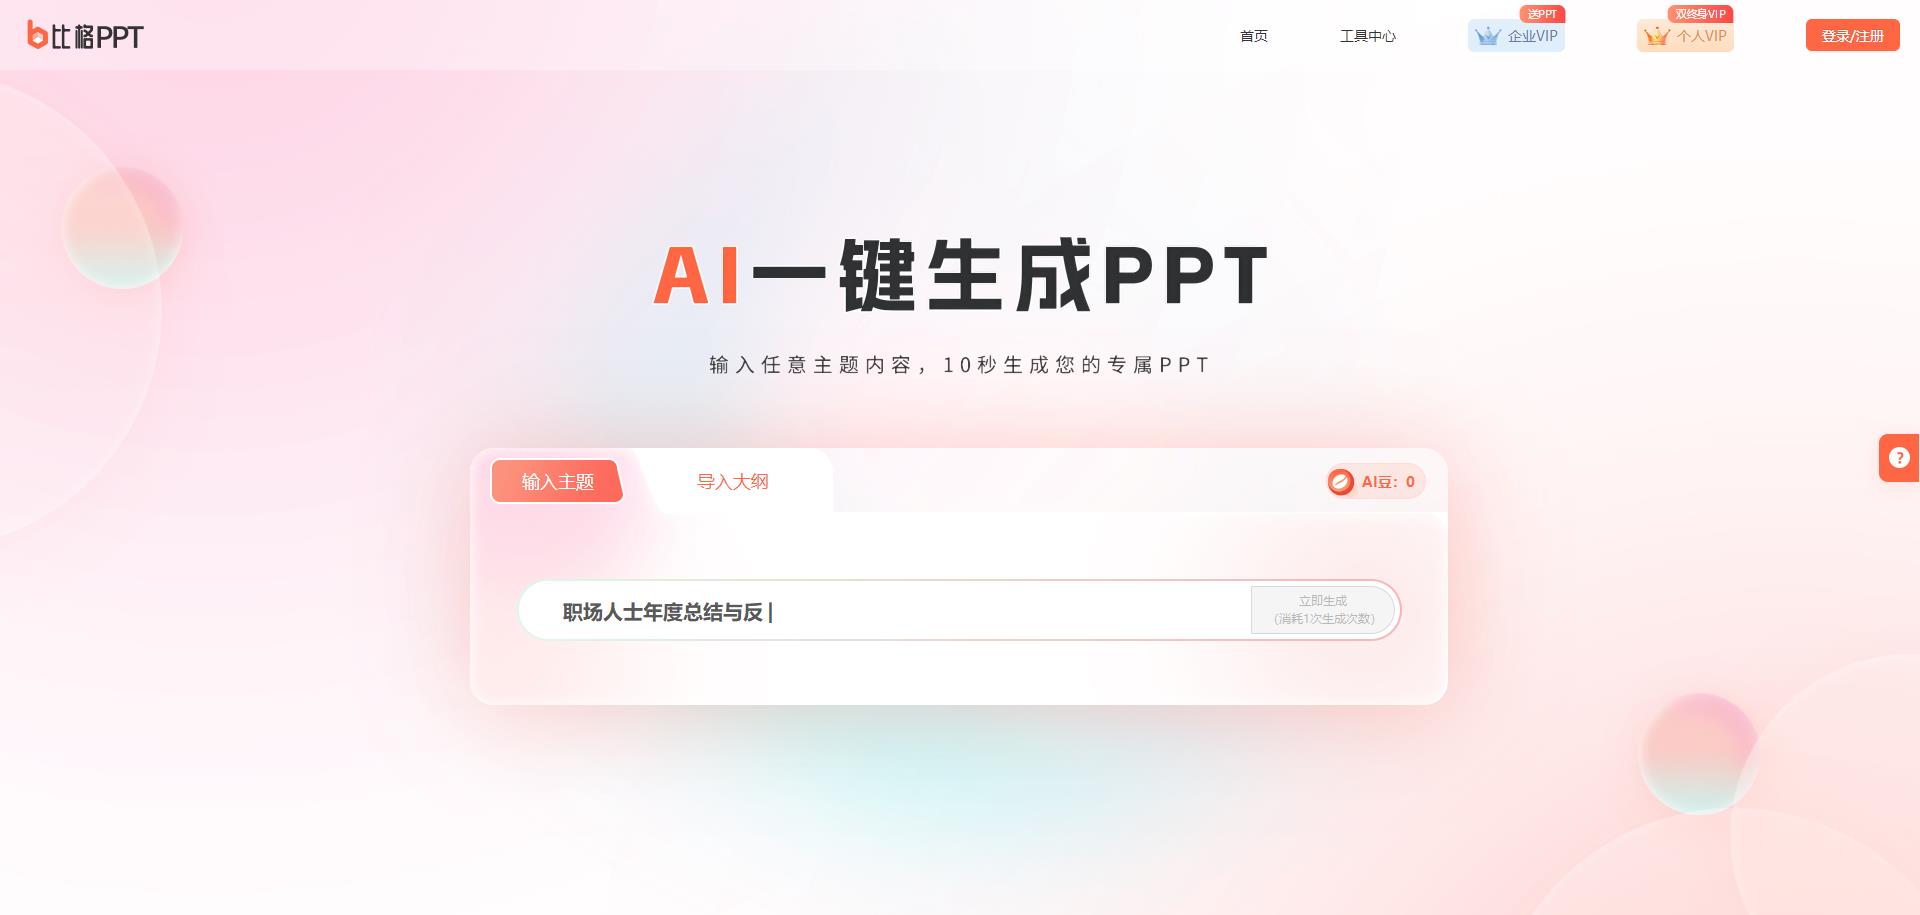 比格PPT
首页
工具中心
送PPT
企业VIP
双终身VIP
个人VIP
登录/注册
AI一键生成PPT
输入任意主题内容，10秒生成您的专属PPT
输入主题
导入大纲
AI豆：0
职场人士年度总结与反|
立即生成
(消耗1次生成次数)
?